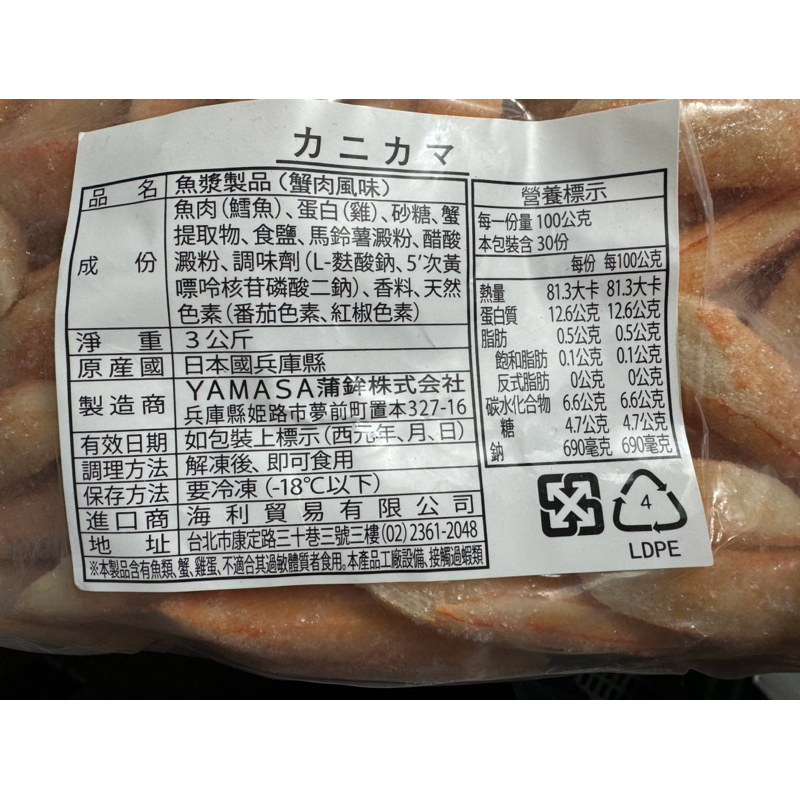 カニカマ
品名 魚漿製品(蟹肉風味)
成份 魚肉(鱈魚)、蛋白(雞)、砂糖、蟹
提取物、食鹽、馬鈴薯澱粉、醋酸
澱粉、調味劑(L-麩酸鈉、5'次黃
嘌呤核苷磷酸二鈉)、香料、天然
色素(番茄色素、紅椒色素)
淨重 3公斤
原產國 日本國兵庫縣
製造商 YAMASA蒲鉾株式会社
兵庫縣姫路市夢前町置本327-16
有效日期 如包裝上標示(西元年、月、日)
調理方法 解凍後、即可食用
保存方法 要冷凍(-18℃以下)
進口商 海利貿易有限公司
地址 台北市康定路三十巷三號三樓(02)2361-2048
※本製品含有魚類、蟹、雞蛋、不適合其過敏體質者食用。本產品工廠設備、接觸過蝦類
營養標示
每一份量 100公克
本包裝含 30份
每份 每100公克
熱量 81.3大卡 81.3大卡
蛋白質 12.6公克 12.6公克
脂肪 0.5公克 0.5公克
飽和脂肪 0.1公克 0.1公克
反式脂肪 0公克 0公克
碳水化合物 6.6公克 6.6公克
糖 4.7公克 4.7公克
鈉 690毫克 690毫克
4
LDPE